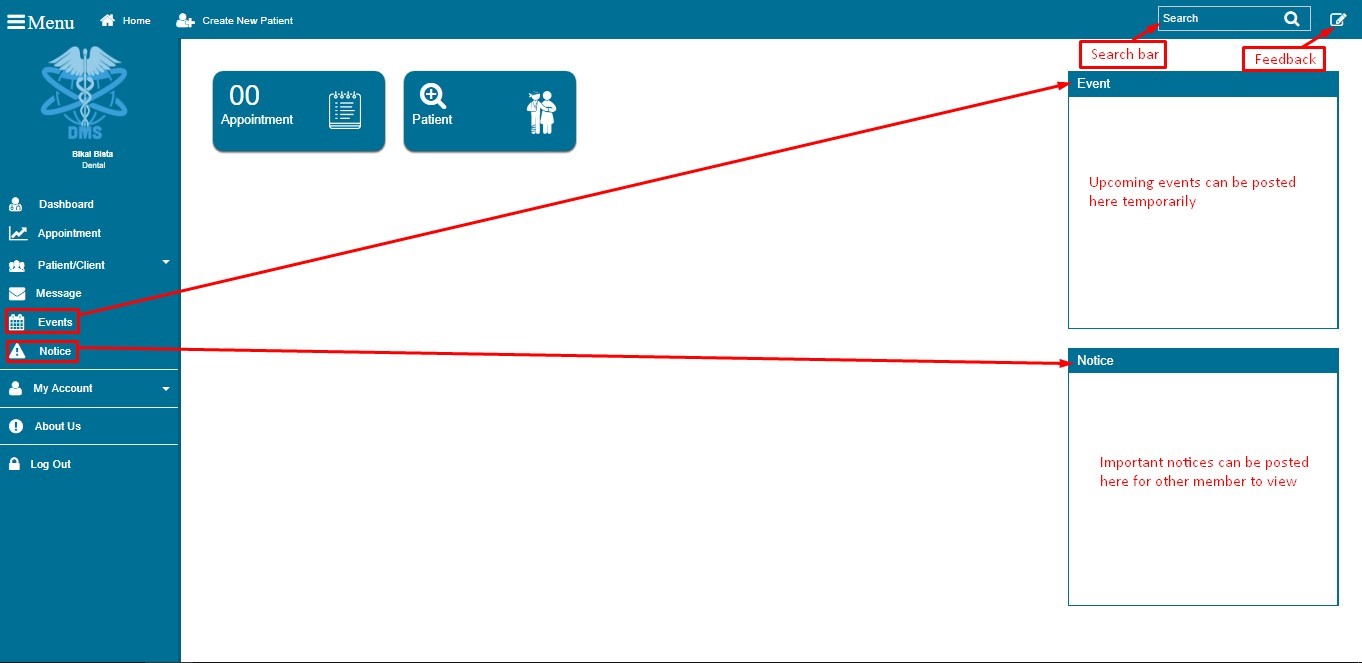 Menu
Home
Create New Patient
Search
Search bar
Feedback
DMS
Bikal Bista
Dental
00
Appointment
Patient
Event
Upcoming events can be posted
here temporarily
Dashboard
Appointment
Patient/Client
Message
Events
Notice
My Account
About Us
Log Out
Notice
Important notices can be posted
here for other member to view